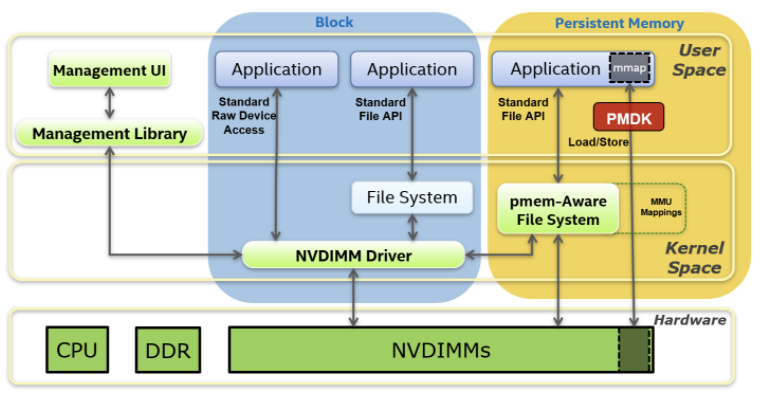 Block
Persistent Memory
User
Space
Management UI
Application
Application
Application
mmap
Standard
Raw Device
Access
Standard
File API
Standard
File API
PMDK
Management Library
Load/Store
File System
pmem-Aware
File System
MMU
Mappings
NVDIMM Driver
Kernel
Space
Hardware
CPU
DDR
NVDIMMs